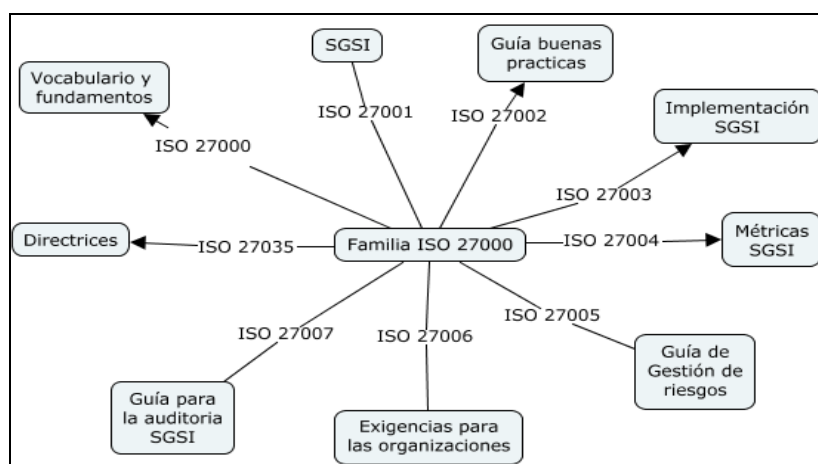 SGSI
Guía buenas
practicas
Vocabulario y
fundamentos
Implementación
SGSI
ISO 27001
ISO 27002
ISO 27000
ISO 27003
Directrices
ISO 27035
Familia ISO 27000
ISO 27004
Métricas
SGSI
ISO 27007
ISO 27006
ISO 27005
Guía de
Gestión de
riesgos
Guía para
la auditoria
SGSI
Exigencias para
las organizaciones